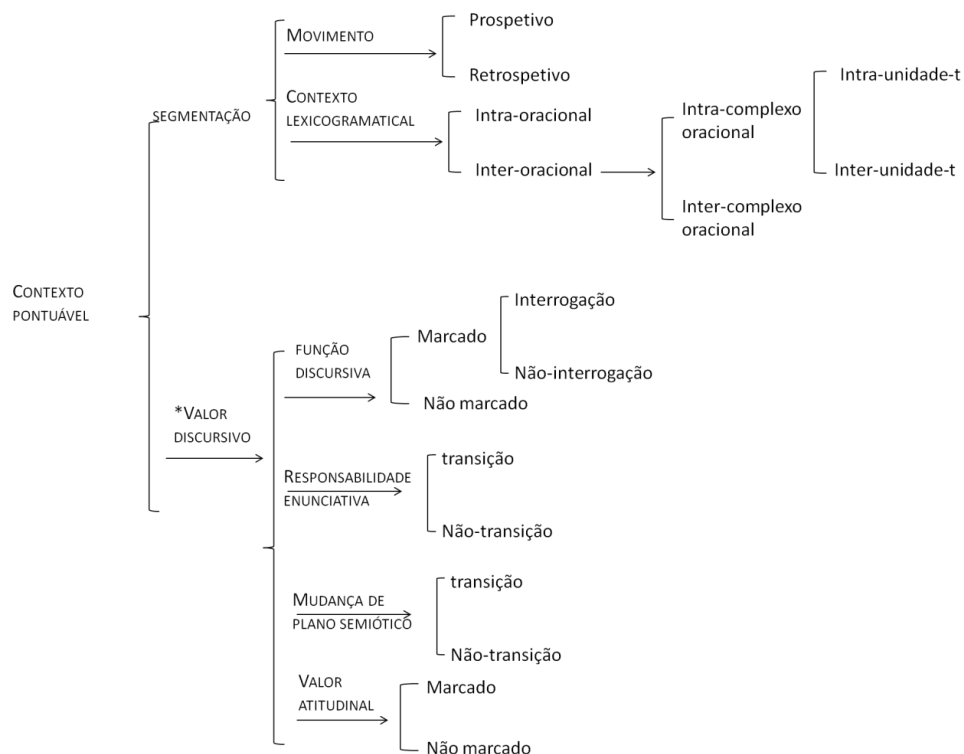 MOVIMENTO
Prospetivo
Retrospetivo
SEGMENTAÇÃO
CONTEXTO
LEXICOGRAMATICAL
Intra-oracional
Inter-oracional
Intra-complexo
oracional
Inter-complexo
oracional
Intra-unidade-t
Inter-unidade-t
CONTEXTO
PONTUÁVEL
*VALOR
DISCURSIVO
FUNÇÃO
DISCURSIVA
Marcado
Não marcado
Interrogação
Não-interrogação
RESPONSABILIDADE
ENUNCIATIVA
transição
Não-transição
MUDANÇA DE
PLANO SEMIÓTICO
transição
Não-transição
VALOR
ATITUDINAL
Marcado
Não marcado